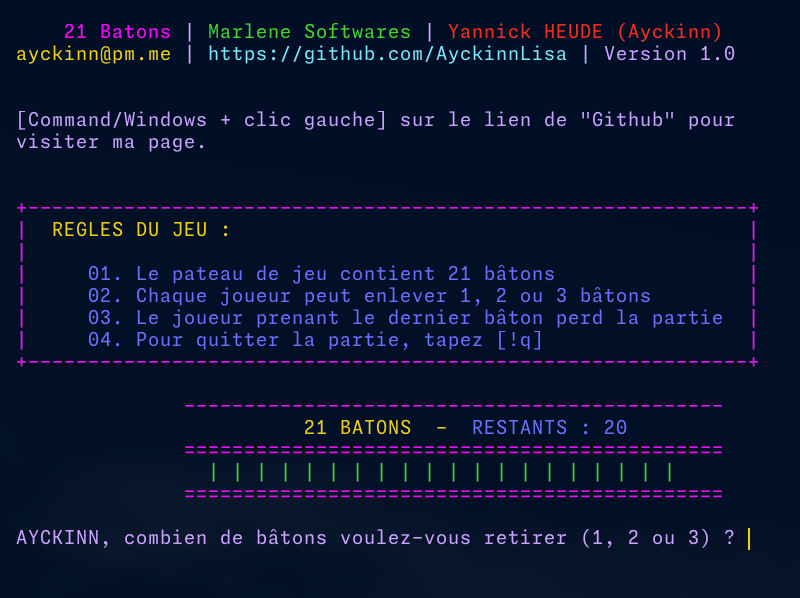 21 Batons | Marlene Softwares | Yannick HEUDE (Ayckinn)
ayckinn@pm.me | https://github.com/AyckinnLisa | Version 1.0
[Command/Windows + clic gauche] sur le lien de "Github" pour
visiter ma page.
REGLES DU JEU :
01. Le pateau de jeu contient 21 bâtons
02. Chaque joueur peut enlever 1, 2 ou 3 bâtons
03. Le joueur prenant le dernier bâton perd la partie
04. Pour quitter la partie, tapez [!q]
21 BATONS - RESTANTS : 20
| | | | | | | | | | | | | | | | | | | |
AYCKINN, combien de bâtons voulez-vous retirer (1, 2 ou 3) ?